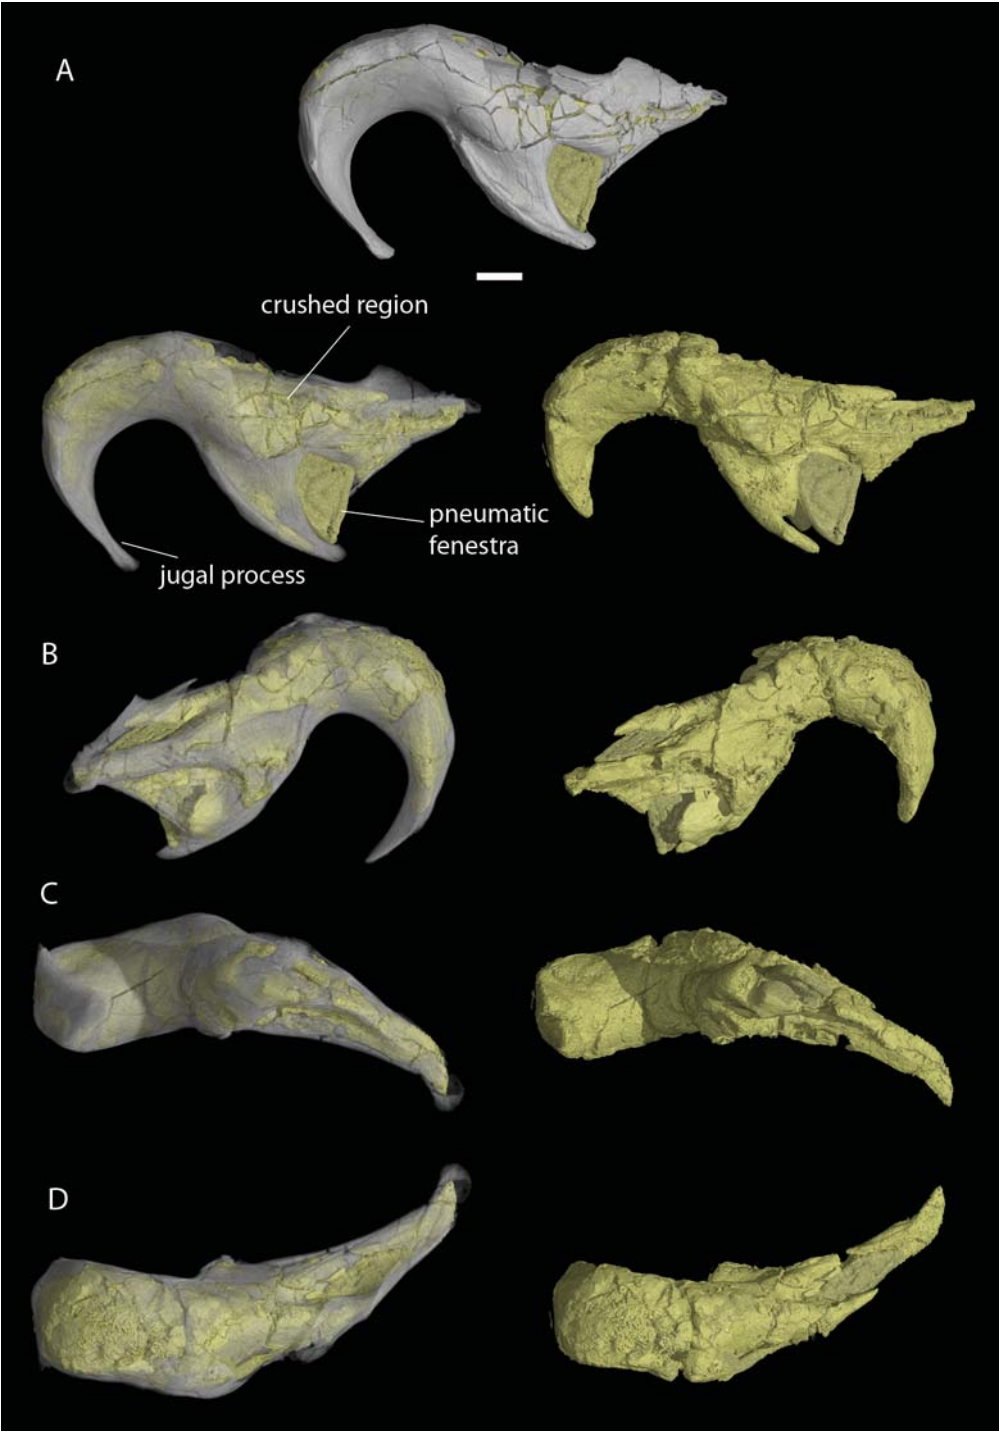 A
crushed region
pneumatic
fenestra
jugal process
B
C
D